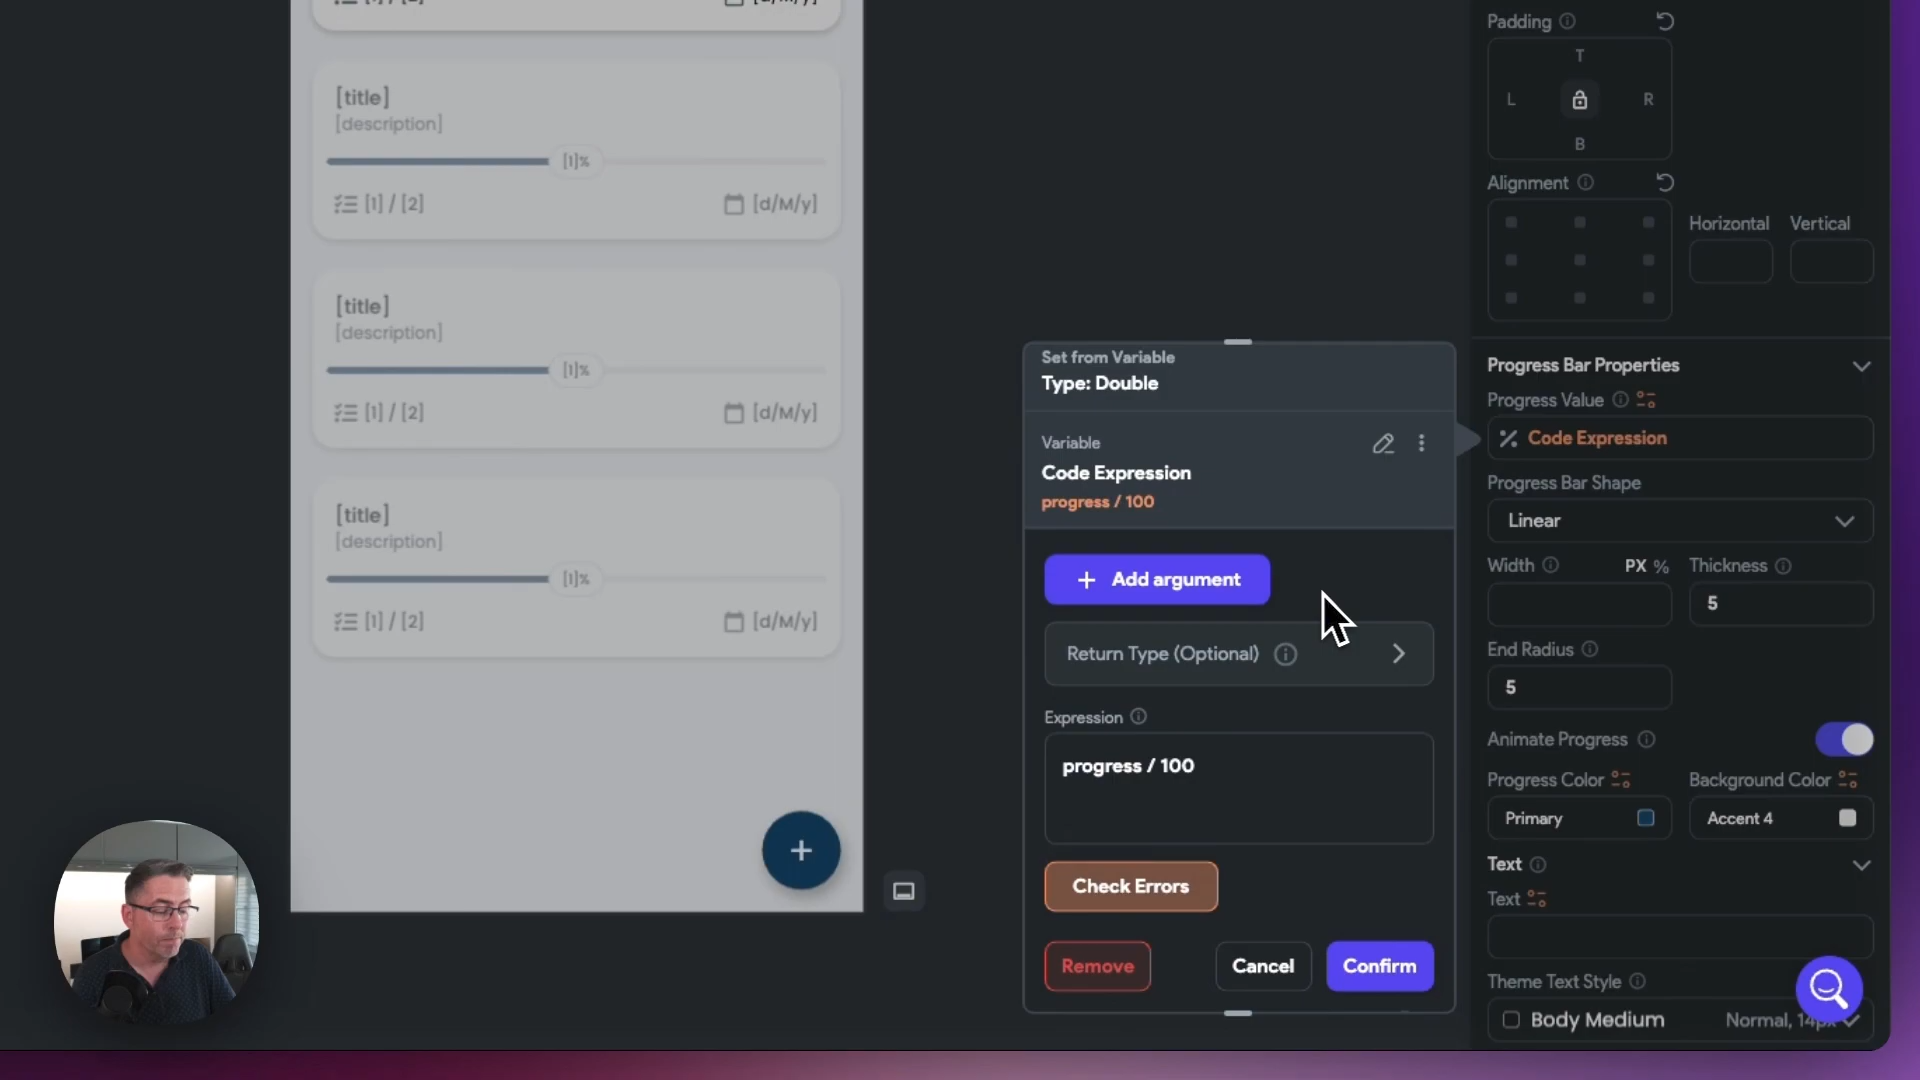 [1] / [2]
[d/M/y]
[title]
[description]
[1]%
[1] / [2]
[d/M/y]
[title]
[description]
[1]%
[1] / [2]
[d/M/y]
[title]
[description]
[1]%
[1] / [2]
[d/M/y]
Set from Variable
Type: Double
Variable
Code Expression
progress / 100
Add argument
Return Type (Optional)
Expression
progress / 100
Check Errors
Remove
Cancel
Confirm
Padding
T
L
R
B
Alignment
Horizontal
Vertical
Progress Bar Properties
Progress Value
Code Expression
Progress Bar Shape
Linear
Width
PX %
Thickness
5
End Radius
5
Animate Progress
Progress Color
Background Color
Primary
Accent 4
Text
Text
Theme Text Style
Body Medium
Normal, 14px